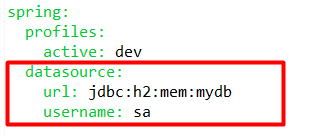 spring:
  profiles:
    active: dev
  datasource:
    url: jdbc:h2:mem:mydb
    username: sa